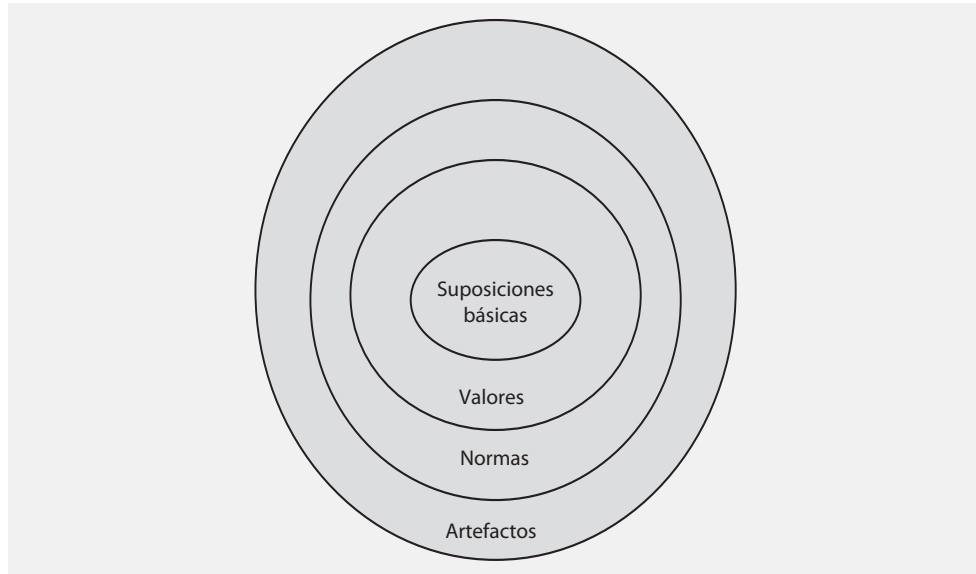 Suposiciones
básicas
Valores
Normas
Artefactos